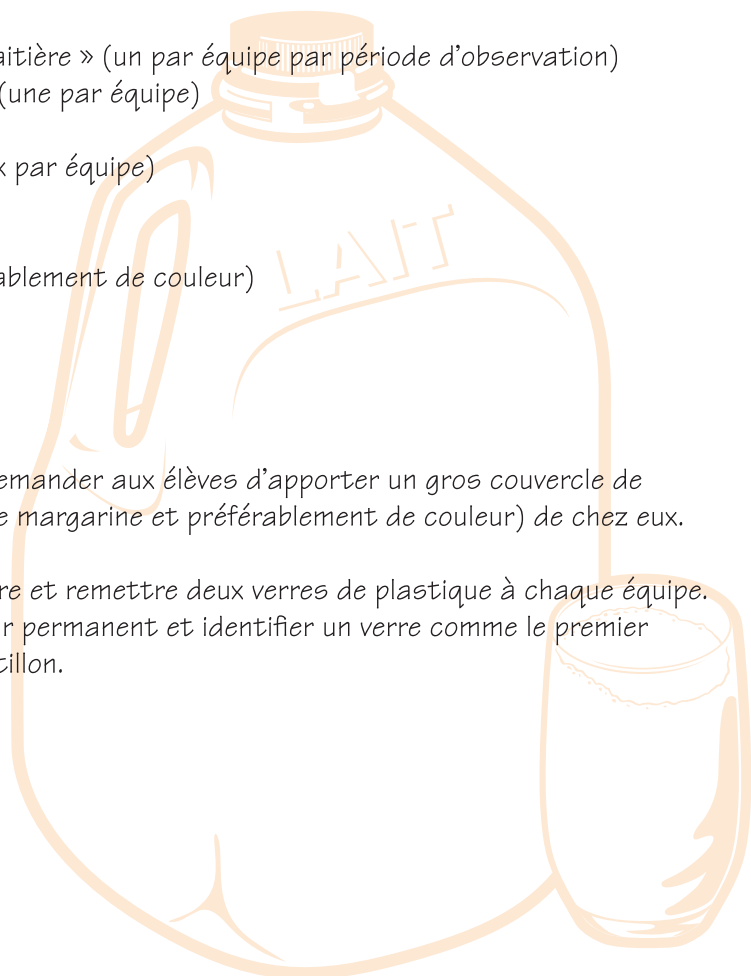 aitière » (un par équipe par période d’observation)
(une par équipe)
x par équipe)
LAIT
ablement de couleur)
emander aux élèves d’apporter un gros couvercle de
e margarine et préférablement de couleur) de chez eux.
re et remettre deux verres de plastique à chaque équipe.
r permanent et identifier un verre comme le premier
tillon.